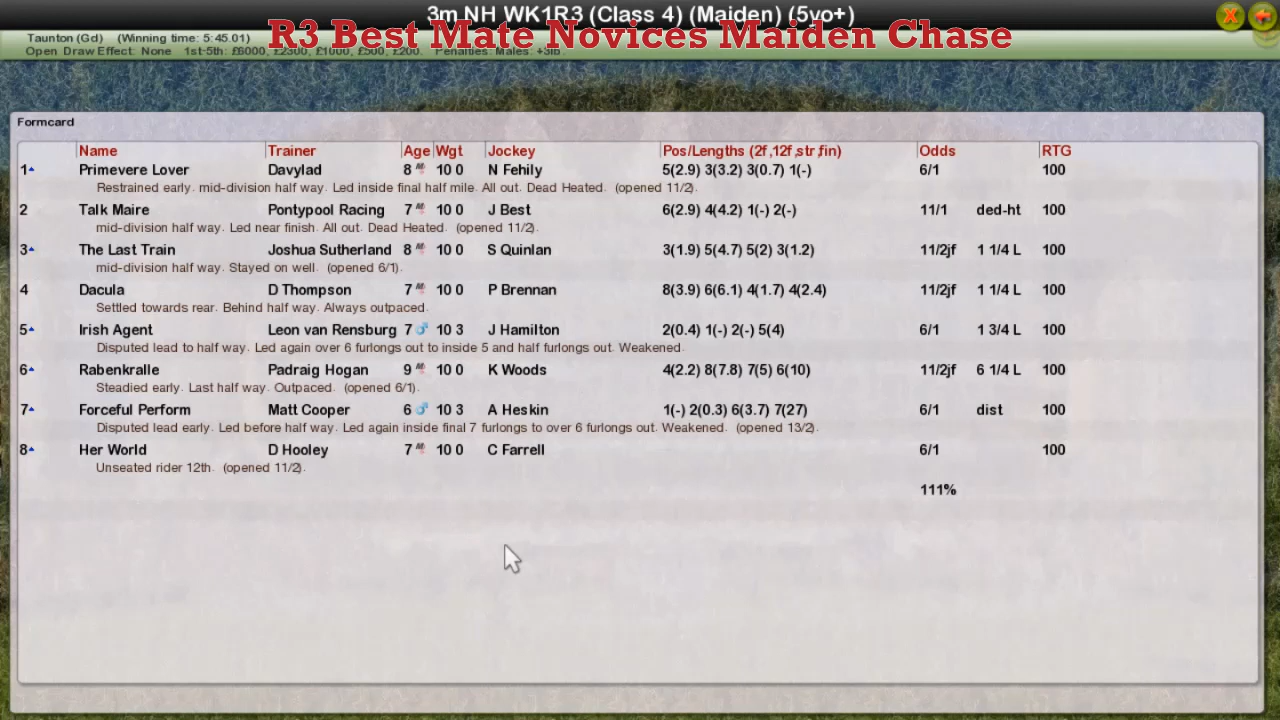 3m NH WK1R3 (Class 4) (Maiden) (5yo+)
R3 Best Mate Novices Maiden Chase
Taunton (Gd) (Winning time: 5:45.01)
Open Draw Effect: None 1st-5th: £6000, £2300, £1000, £500, £200. Penalties: Males: +3lb.
Formcard
Name Trainer Age Wgt Jockey Pos/Lengths (2f,12f,str,fin) Odds RTG
1 Primevere Lover Davylad 8 10 0 N Fehily 5(2.9) 3(3.2) 3(0.7) 1(-) 6/1 100
Restrained early. mid-division half way. Led inside final half mile. All out. Dead Heated. (opened 11/2).
2 Talk Maire Pontypool Racing 7 10 0 J Best 6(2.9) 4(4.2) 1(-) 2(-) 11/1 ded-ht 100
mid-division half way. Led near finish. All out. Dead Heated. (opened 11/2).
3 The Last Train Joshua Sutherland 8 10 0 S Quinlan 3(1.9) 5(4.7) 5(2) 3(1.2) 11/2jf 1 1/4 L 100
mid-division half way. Stayed on well. (opened 6/1).
4 Dacula D Thompson 7 10 0 P Brennan 8(3.9) 6(6.1) 4(1.7) 4(2.4) 11/2jf 1 1/4 L 100
Settled towards rear. Behind half way. Always outpaced.
5 Irish Agent Leon van Rensburg 7 10 3 J Hamilton 2(0.4) 1(-) 2(-) 5(4) 6/1 1 3/4 L 100
Disputed lead to half way. Led again over 6 furlongs out to inside 5 and half furlongs out. Weakened.
6 Rabenkralle Padraig Hogan 9 10 0 K Woods 4(2.2) 8(7.8) 7(5) 6(10) 11/2jf 6 1/4 L 100
Steadied early. Last half way. Outpaced. (opened 6/1).
7 Forceful Perform Matt Cooper 6 10 3 A Heskin 1(-) 2(0.3) 6(3.7) 7(27) 6/1 dist 100
Disputed lead early. Led before half way. Led again inside final 7 furlongs to over 6 furlongs out. Weakened. (opened 13/2).
8 Her World D Hooley 7 10 0 C Farrell 6/1 100
Unseated rider 12th. (opened 11/2).
111%